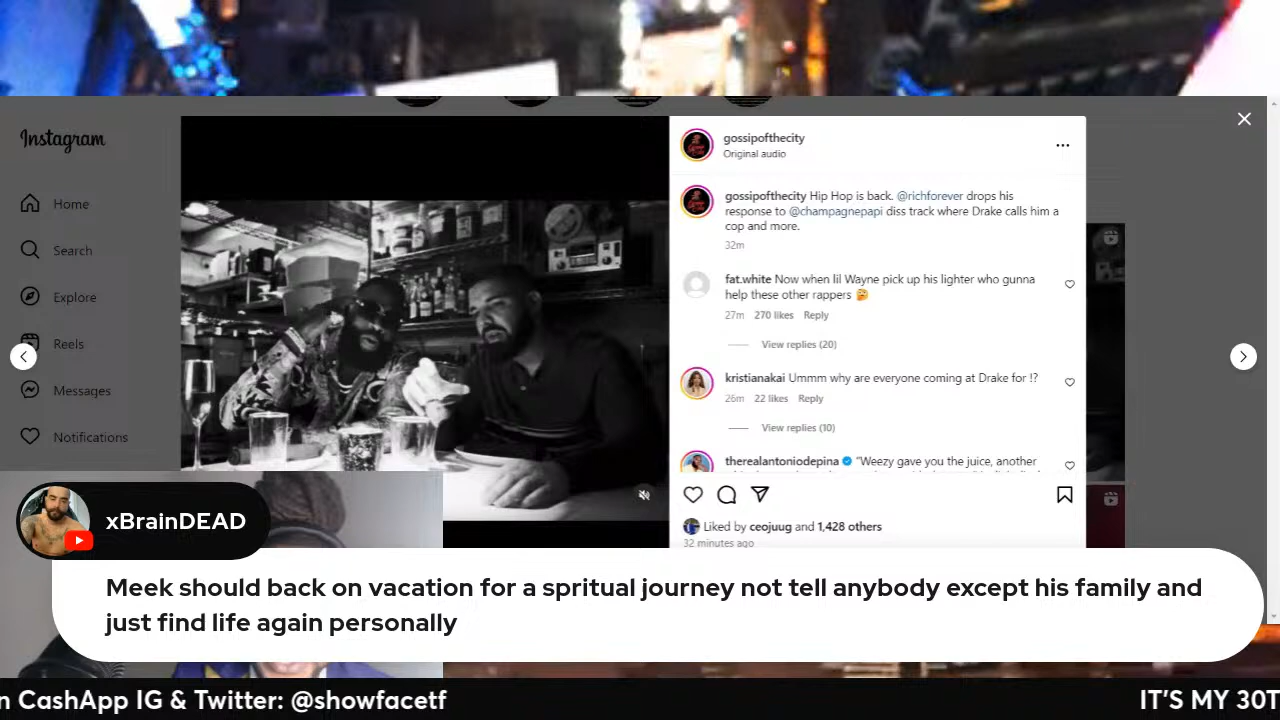 Instagram
Home
Search
Explore
Reels
Messages
Notifications
gossipofthecity
Original audio
gossipofthecity Hip Hop is back. @richforever drops his
response to @champagnepapi diss track where Drake calls him a
cop and more.
32m
fat.white Now when lil Wayne pick up his lighter who gunna
help these other rappers 🤔
27m 270 likes Reply
View replies (20)
kristianakai Ummm why are everyone coming at Drake for !?
26m 22 likes Reply
View replies (10)
therealantoniodepina "Weezy gave you the juice, another
Liked by ceojuug and 1,428 others
32 minutes ago
xBrainDEAD
Meek should back on vacation for a spritual journey not tell anybody except his family and
just find life again personally
n CashApp IG & Twitter: @showfacetf
IT'S MY 30T